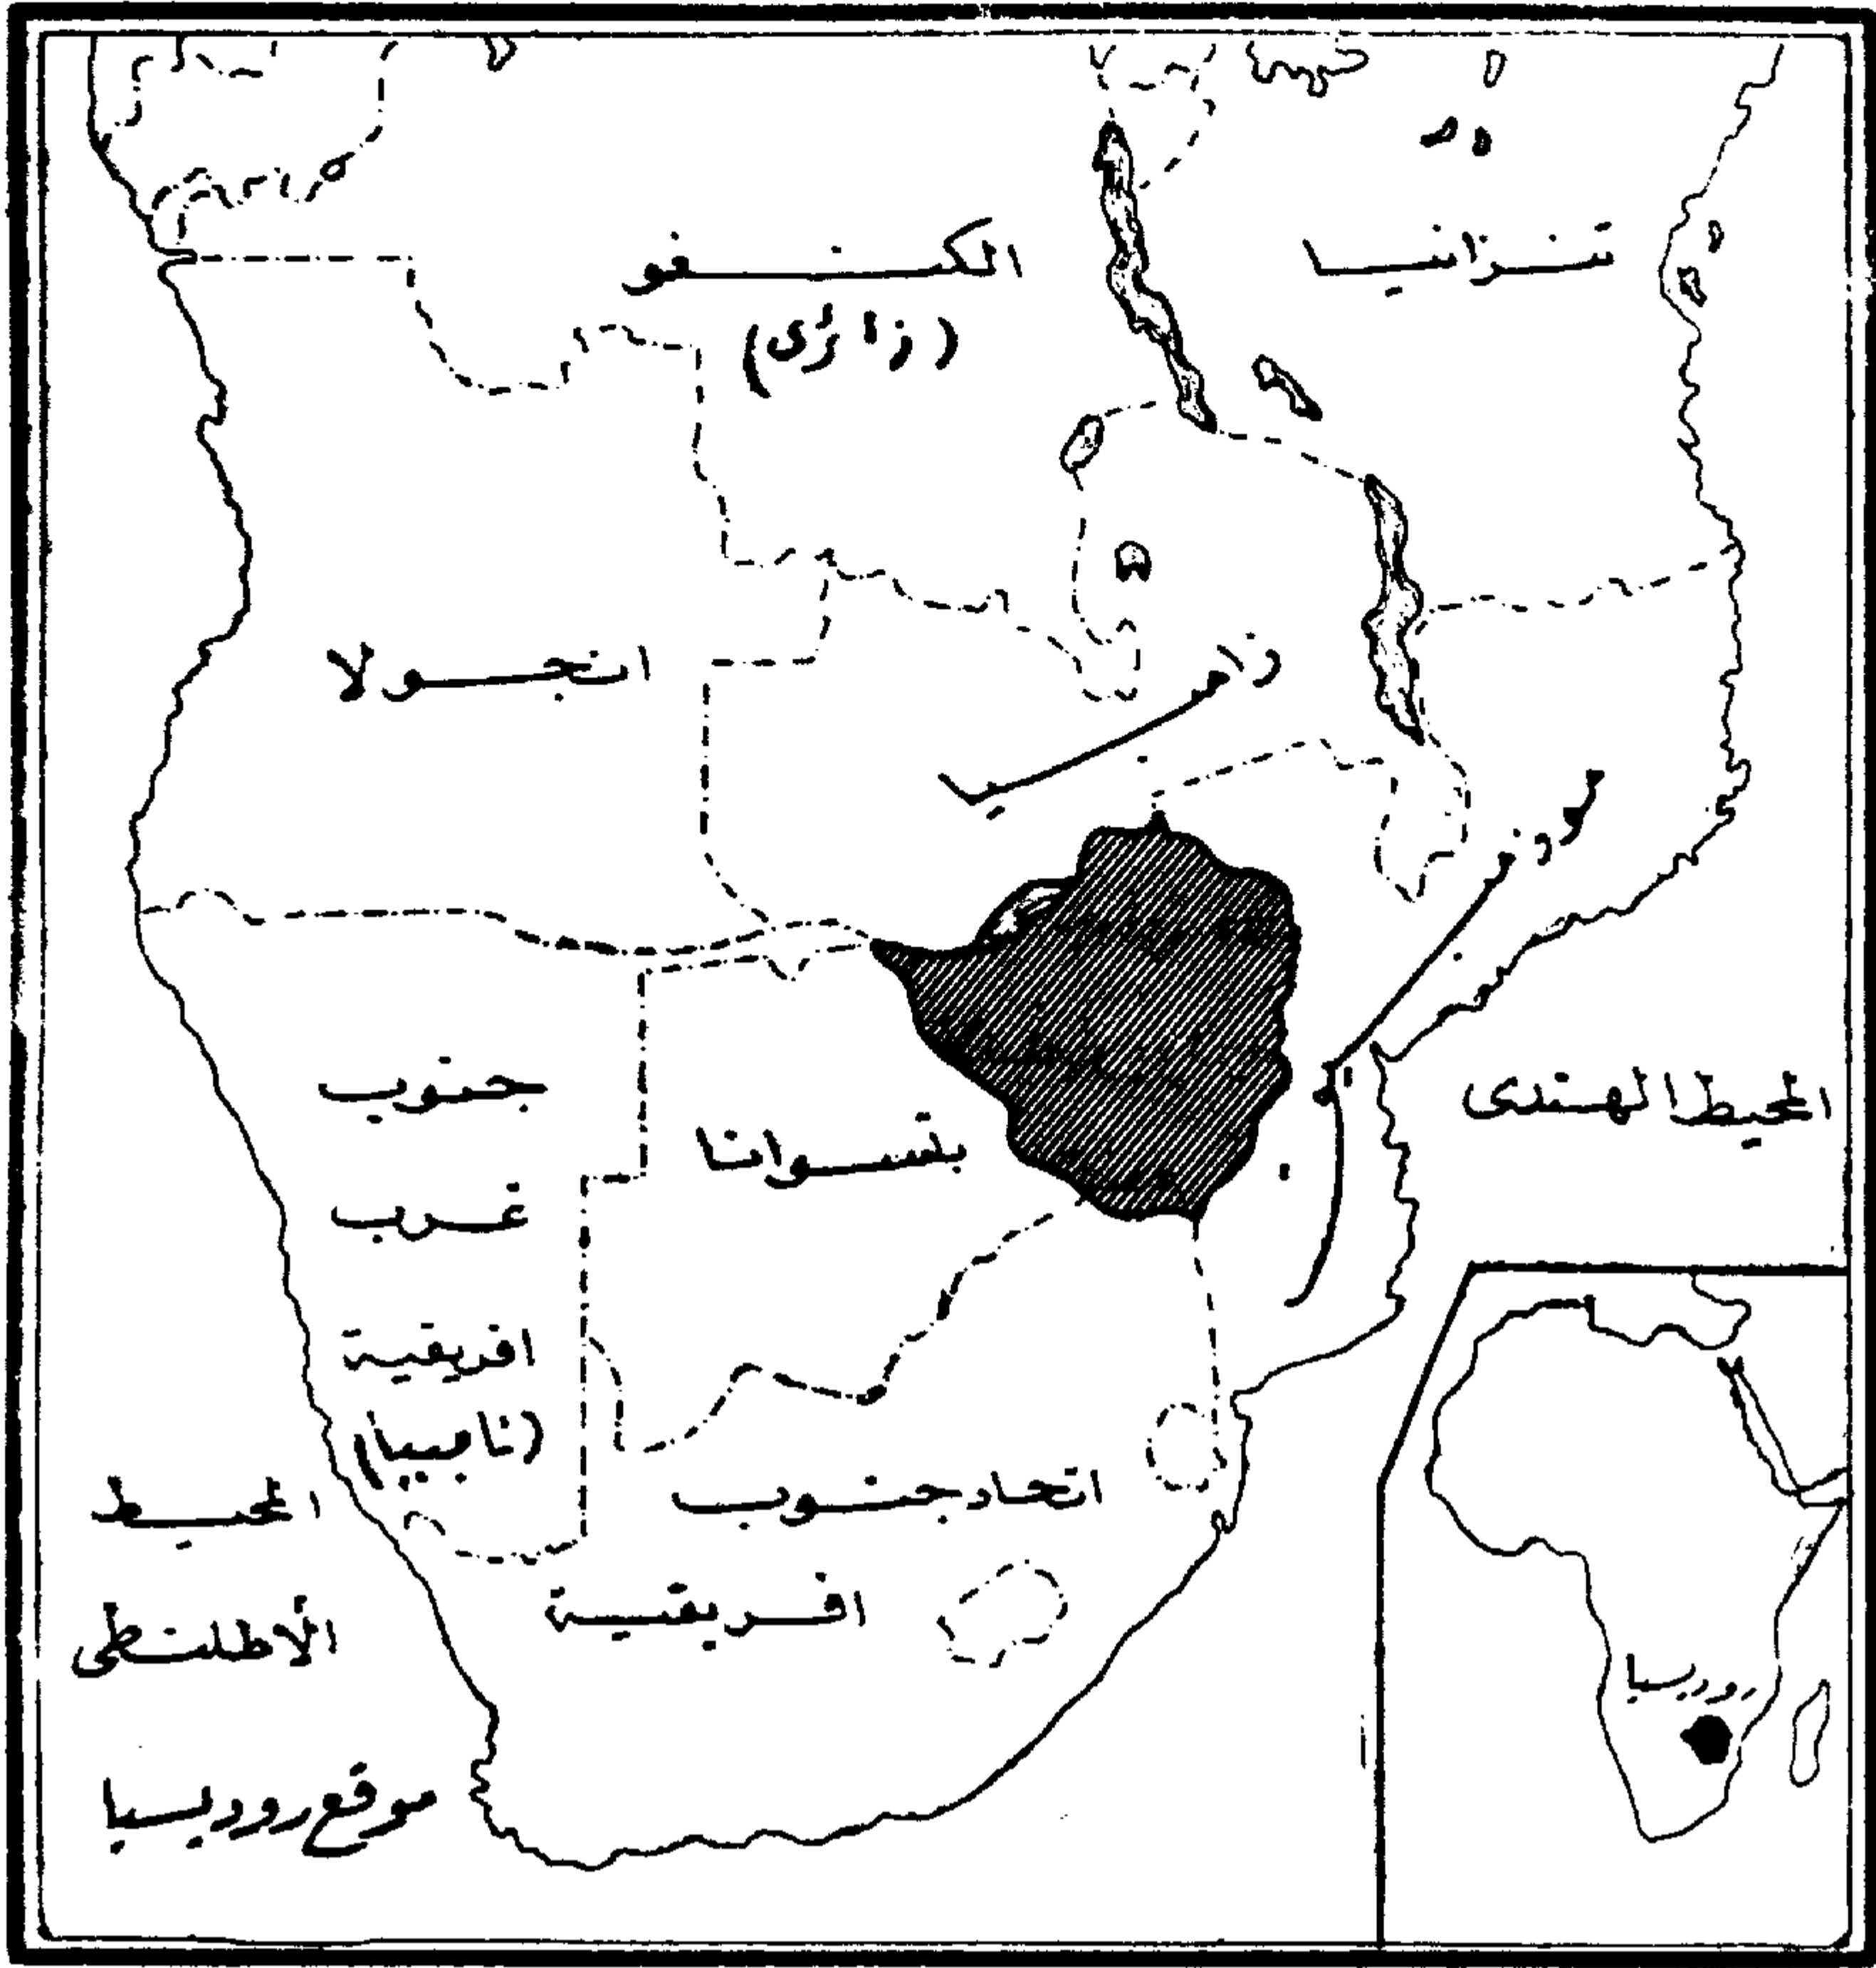 الكنغو
(زائرى)
تنزانيا
انجولا
زامبيا
موزمبيق
المحيط الهندى
جنوب
غرب
افريقية
(ناميبيا)
بتسوانا
المحيط
الأطلنطى
اتحاد جنوب
افريقية
روديسيا
موقع روديسيا